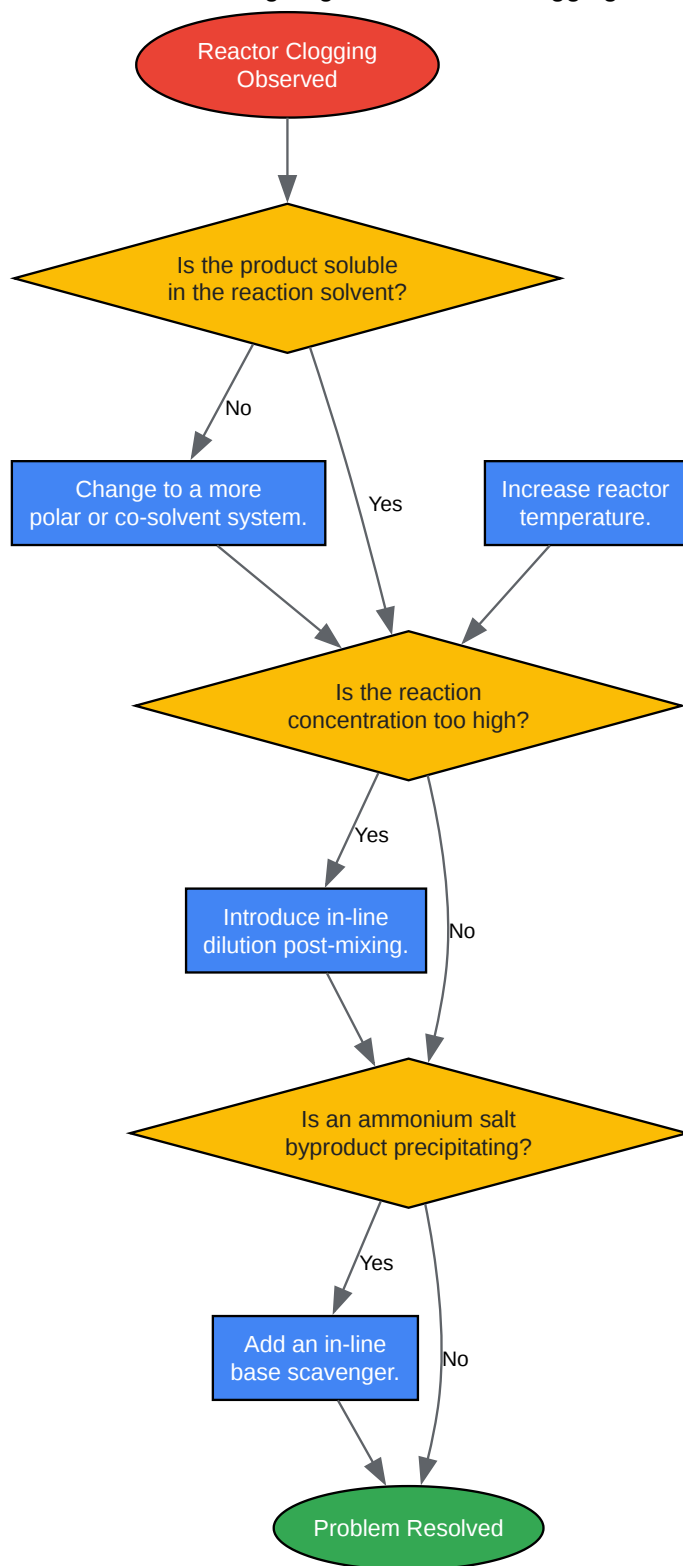 Reactor Clogging
Observed
Is the product soluble
in the reaction solvent?
No
Yes
Change to a more
polar or co-solvent system.
Increase reactor
temperature.
Is the reaction
concentration too high?
Yes
No
Introduce in-line
dilution post-mixing.
Is an ammonium salt
byproduct precipitating?
Yes
No
Add an in-line
base scavenger.
Problem Resolved